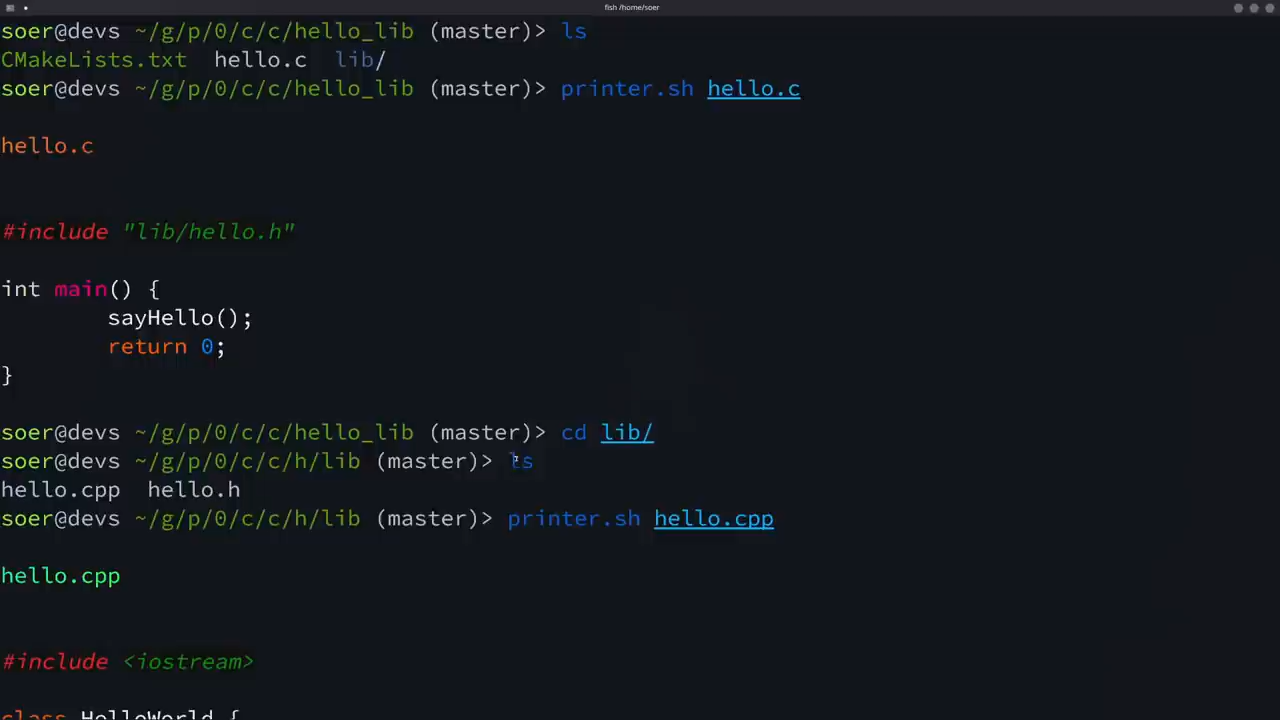 fish /home/soer
soer@devs ~/g/p/0/c/c/hello_lib (master)> ls
CMakeLists.txt  hello.c  lib/
soer@devs ~/g/p/0/c/c/hello_lib (master)> printer.sh hello.c
hello.c
#include "lib/hello.h"
int main() {
        sayHello();
        return 0;
}
soer@devs ~/g/p/0/c/c/hello_lib (master)> cd lib/
soer@devs ~/g/p/0/c/c/h/lib (master)> ls
hello.cpp  hello.h
soer@devs ~/g/p/0/c/c/h/lib (master)> printer.sh hello.cpp
hello.cpp
#include <iostream>
class HelloWorld {